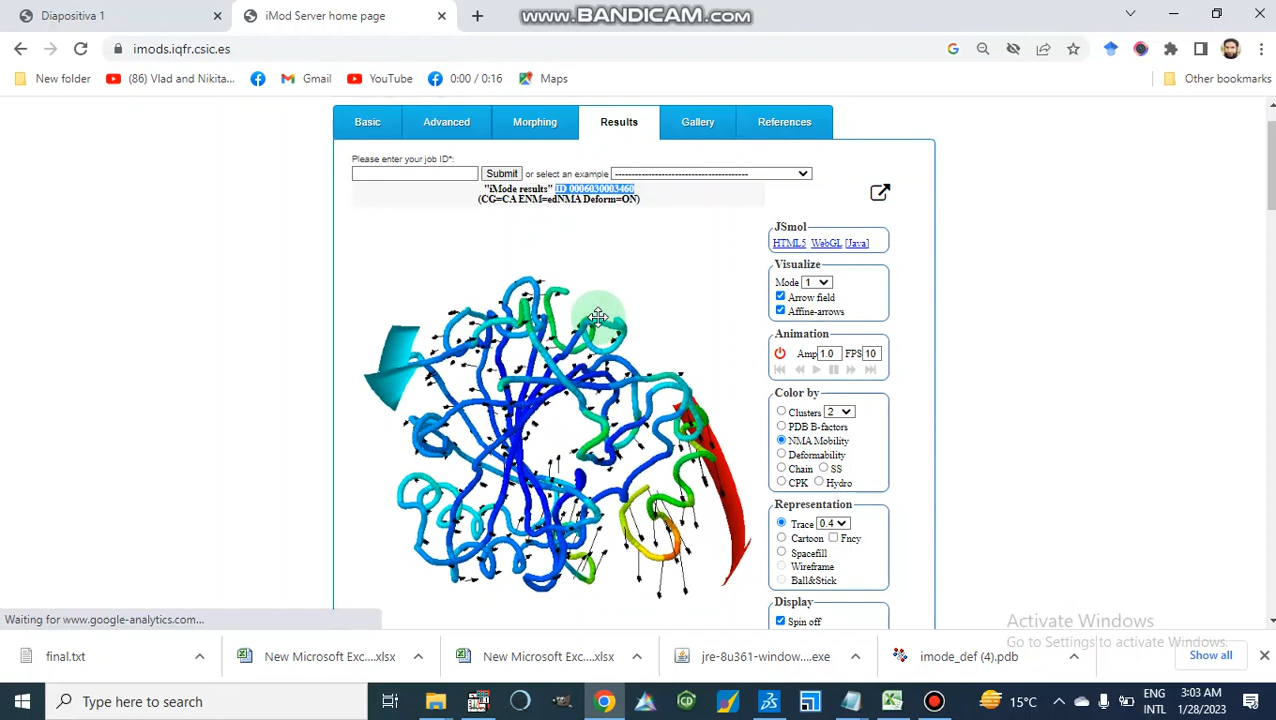 Diapositiva 1
iMod Server home page
www.BANDICAM.com
imods.iqfr.csic.es
New folder
(86) Vlad and Nikita...
Gmail
YouTube
0:00 / 0:16
Maps
Other bookmarks
Basic
Advanced
Morphing
Results
Gallery
References
Please enter your job ID*:
Submit or select an example
"iMode results" ID 0006030003460
(CG=CA ENM=edNMA Deform=ON)
JSmol
HTML5 WebGL [Java]
Visualize
Mode 1
Arrow field
Affine-arrows
Animation
Amp 1.0 FPS 10
Color by
Clusters 2
PDB B-factors
NMA Mobility
Deformability
Chain SS
CPK Hydro
Representation
Trace 0.4
Cartoon Fncy
Spacefill
Wireframe
Ball&Stick
Display
Spin off
Waiting for www.google-analytics.com...
Activate Windows
Go to Settings to activate Windows.
final.txt
New Microsoft Exc....xlsx
New Microsoft Exc....xlsx
jre-8u361-window....exe
imode_def (4).pdb
Show all
Type here to search
15°C
ENG
INTL
3:03 AM
1/28/2023